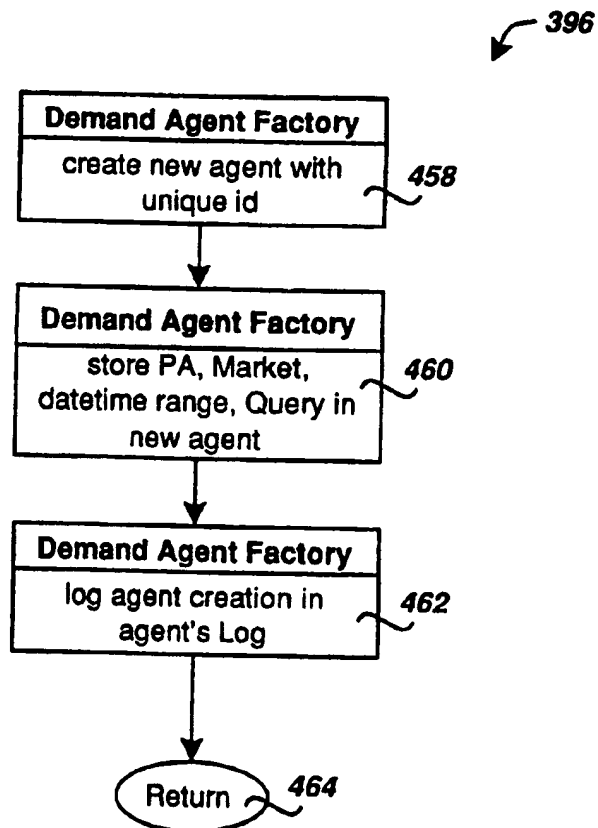 396
Demand Agent Factory
create new agent with
unique id
458
Demand Agent Factory
store PA, Market,
datetime range, Query in
new agent
460
Demand Agent Factory
log agent creation in
agent's Log
462
Return
464